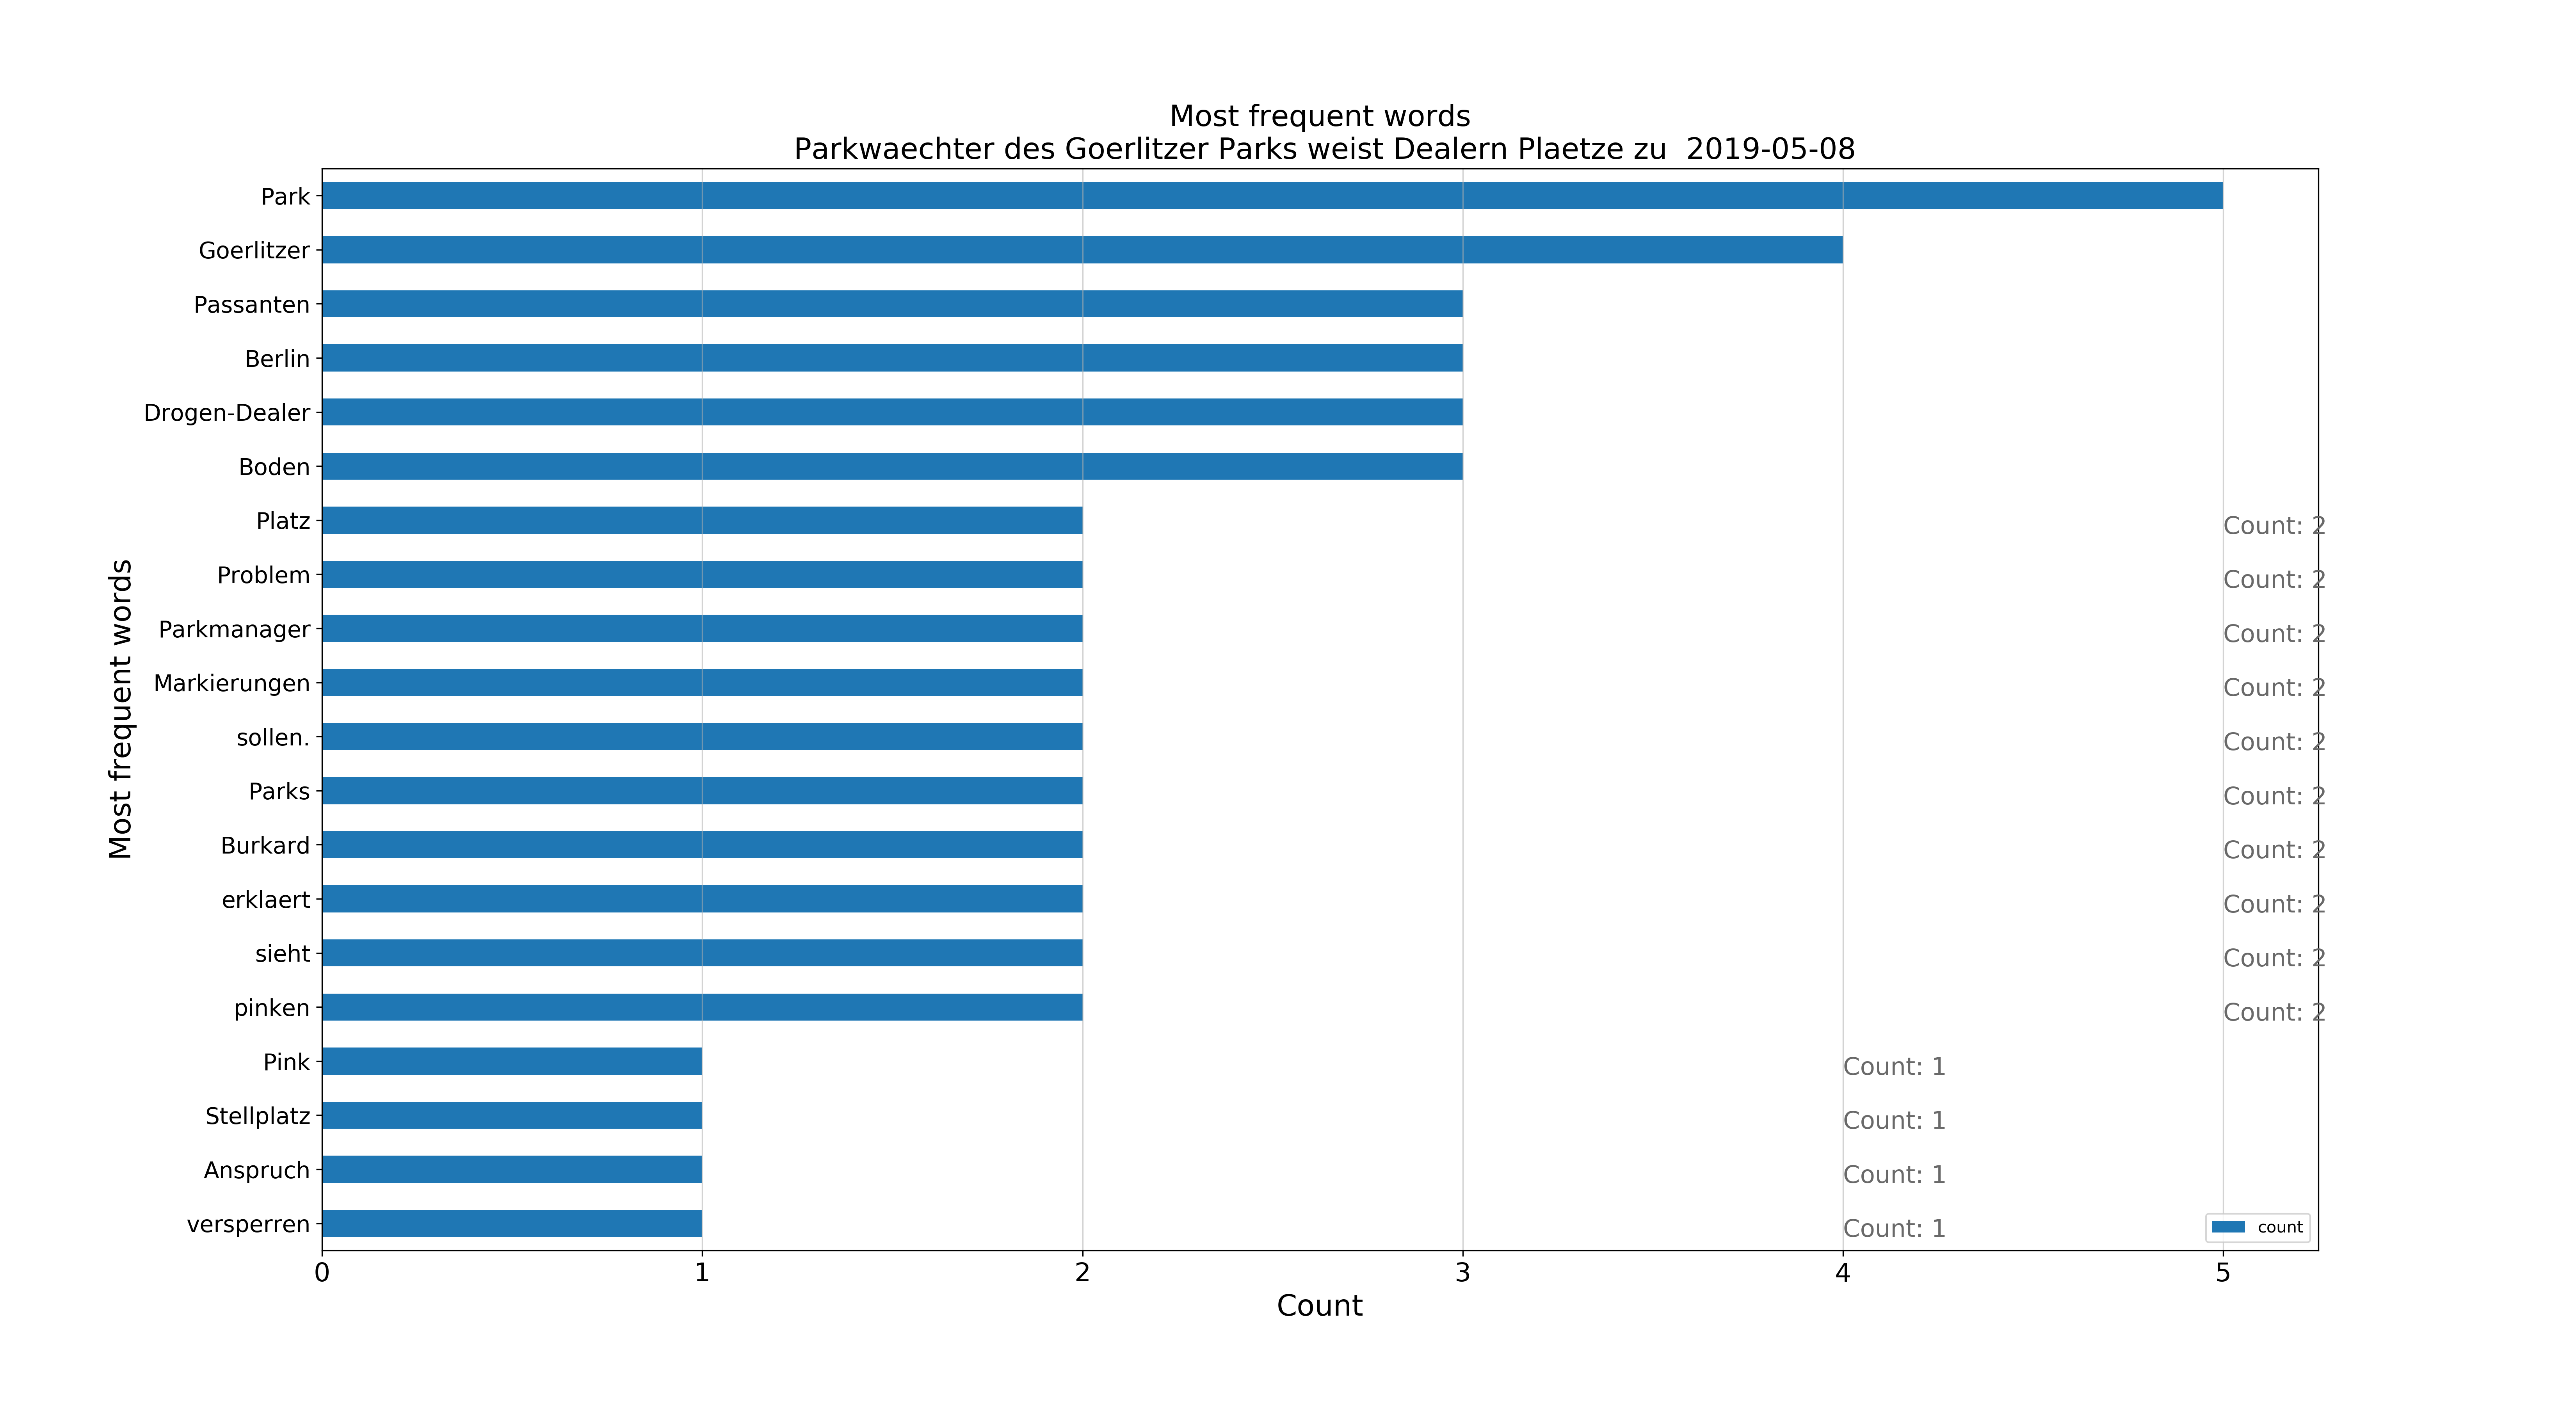 Most frequent words
Parkwaechter des Goerlitzer Parks weist Dealern Plaetze zu  2019-05-08
Most frequent words
Park
Goerlitzer
Passanten
Berlin
Drogen-Dealer
Boden
Platz Count: 2
Problem Count: 2
Parkmanager Count: 2
Markierungen Count: 2
sollen. Count: 2
Parks Count: 2
Burkard Count: 2
erklaert Count: 2
sieht Count: 2
pinken Count: 2
Pink Count: 1
Stellplatz Count: 1
Anspruch Count: 1
versperren Count: 1
count
0 1 2 3 4 5
Count